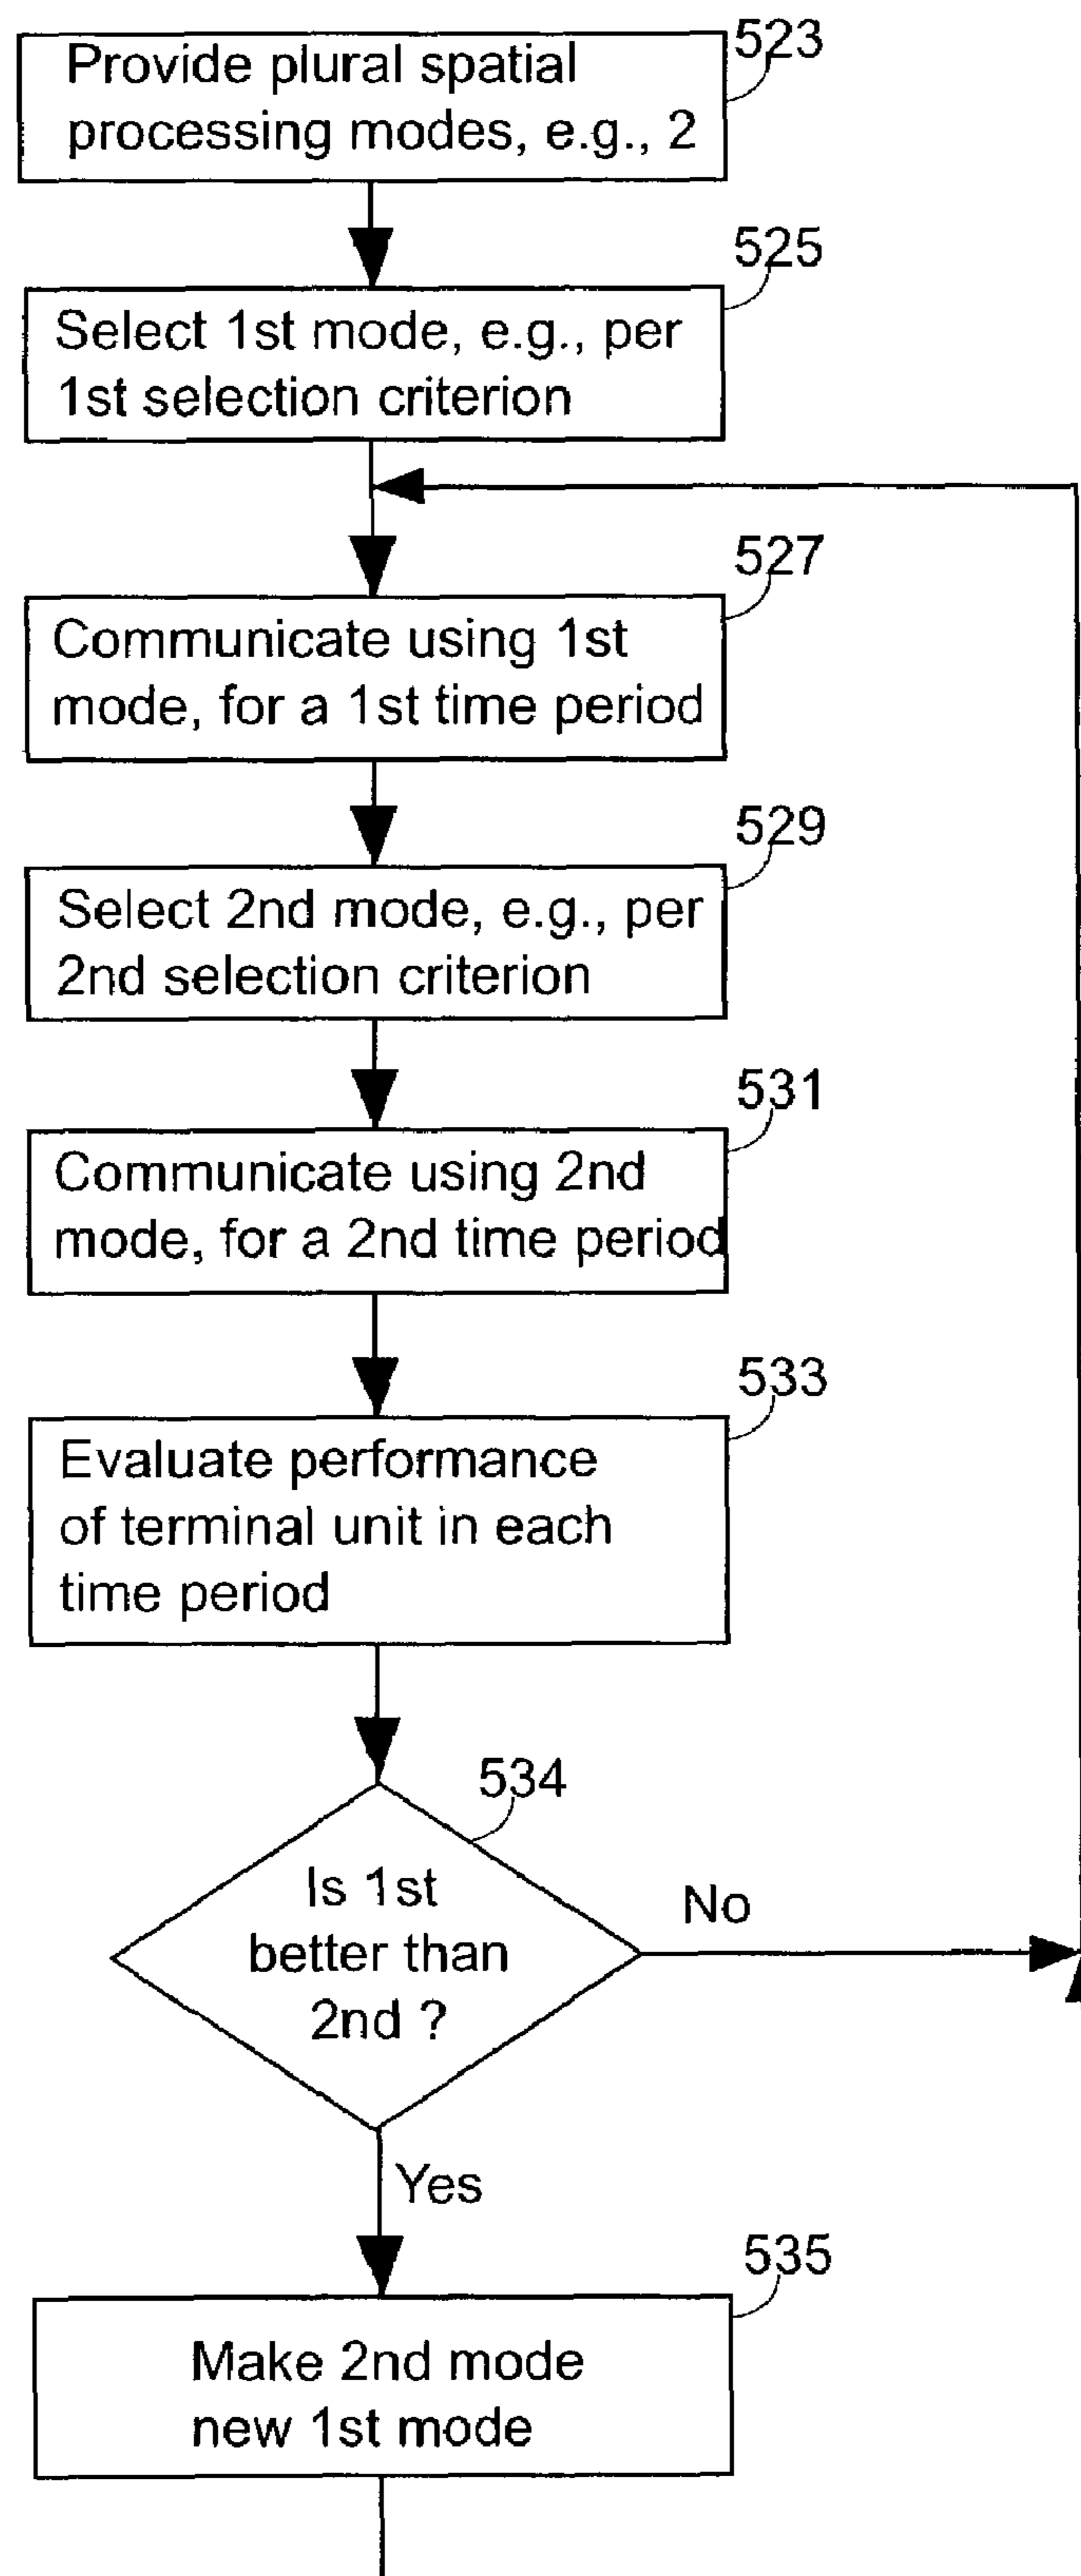 523
Provide plural spatial
processing modes, e.g., 2
525
Select 1st mode, e.g., per
1st selection criterion
527
Communicate using 1st
mode, for a 1st time period
529
Select 2nd mode, e.g., per
2nd selection criterion
531
Communicate using 2nd
mode, for a 2nd time period
533
Evaluate performance
of terminal unit in each
time period
534
Is 1st
better than
2nd ?
No
Yes
535
Make 2nd mode
new 1st mode